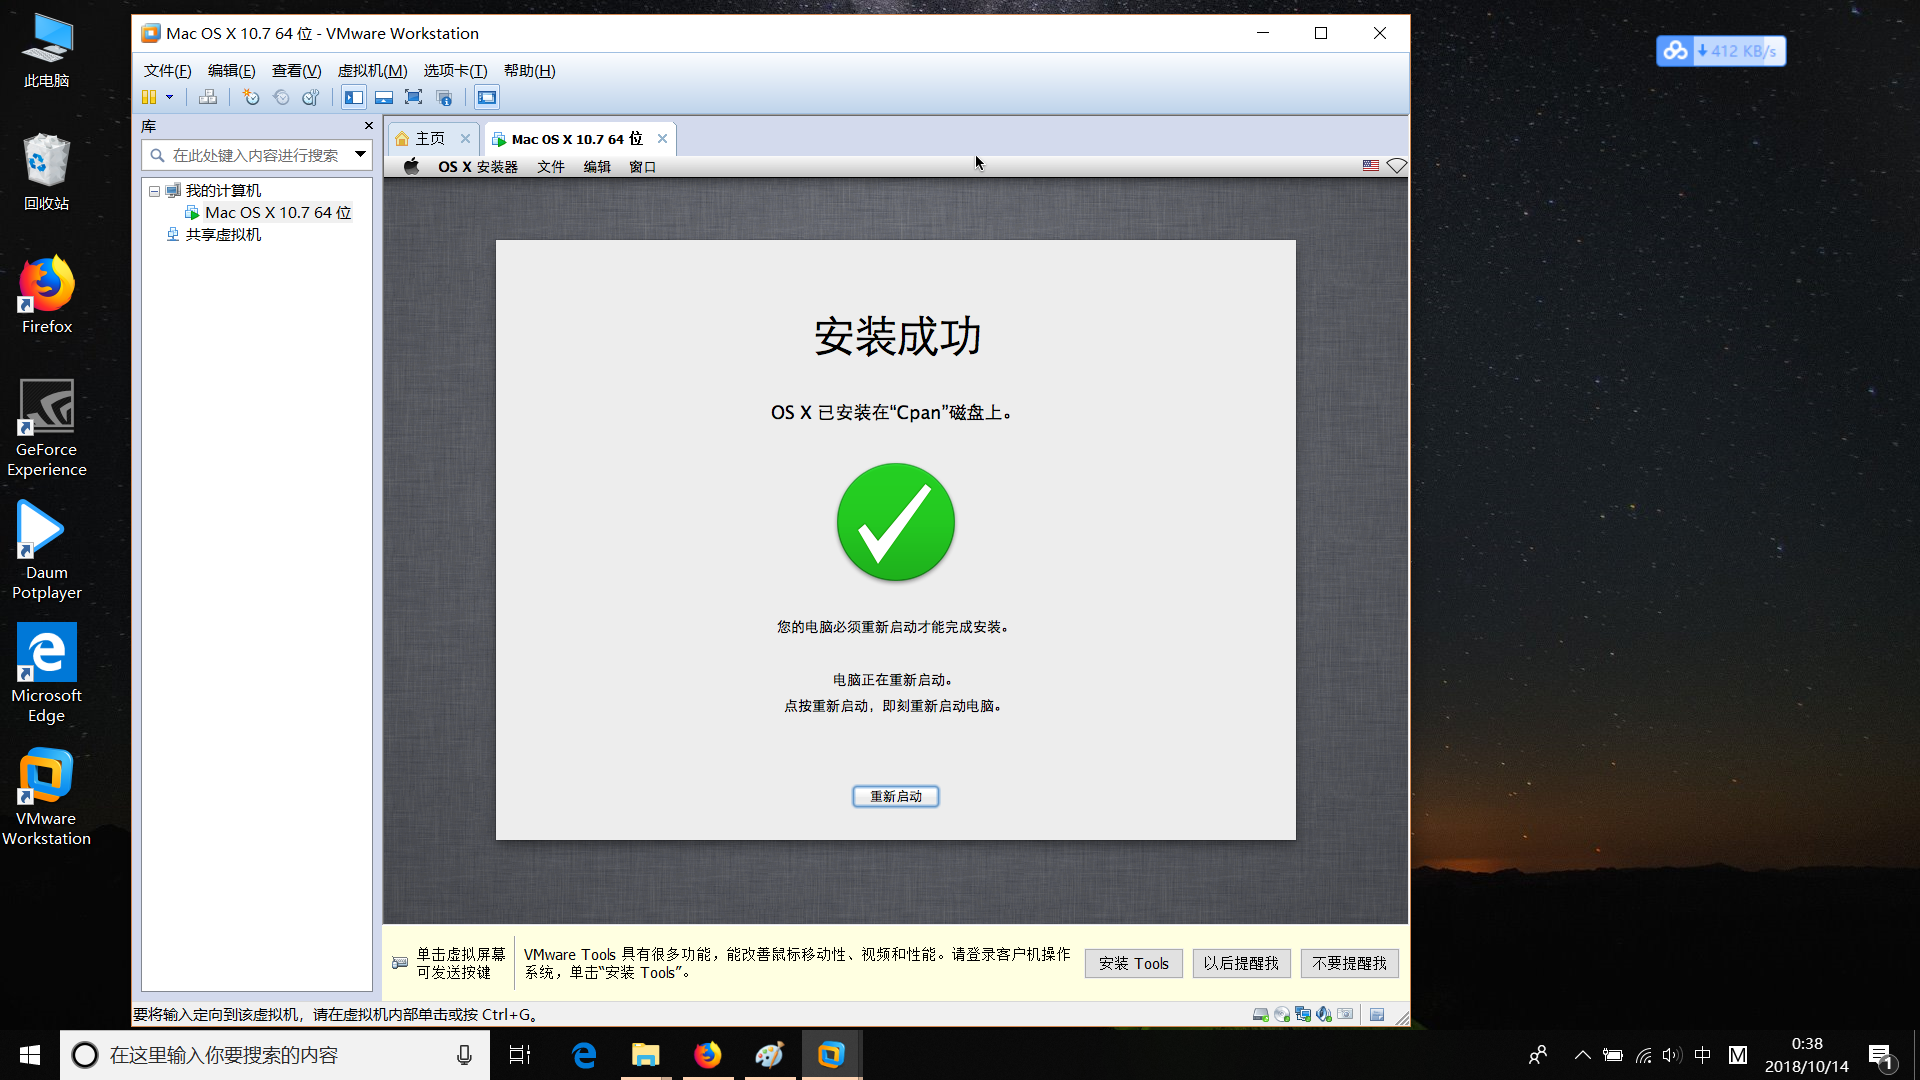 此电脑
回收站
Firefox
GeForce
Experience
Daum
Potplayer
Microsoft
Edge
VMware
Workstation
Mac OS X 10.7 64 位 - VMware Workstation
文件(F) 编辑(E) 查看(V) 虚拟机(M) 选项卡(T) 帮助(H)
库
在此处键入内容进行搜索
我的计算机
Mac OS X 10.7 64 位
共享虚拟机
主页
Mac OS X 10.7 64 位
OS X 安装器 文件 编辑 窗口
安装成功
OS X 已安装在“Cpan”磁盘上。
您的电脑必须重新启动才能完成安装。
电脑正在重新启动。
点按重新启动，即刻重新启动电脑。
重新启动
单击虚拟屏幕
可发送按键
VMware Tools 具有很多功能，能改善鼠标移动性、视频和性能。请登录客户机操作
系统，单击“安装 Tools”。
安装 Tools
以后提醒我
不要提醒我
要将输入定向到该虚拟机，请在虚拟机内部单击或按 Ctrl+G。
412 KB/s
在这里输入你要搜索的内容
中
M
0:38
2018/10/14
1